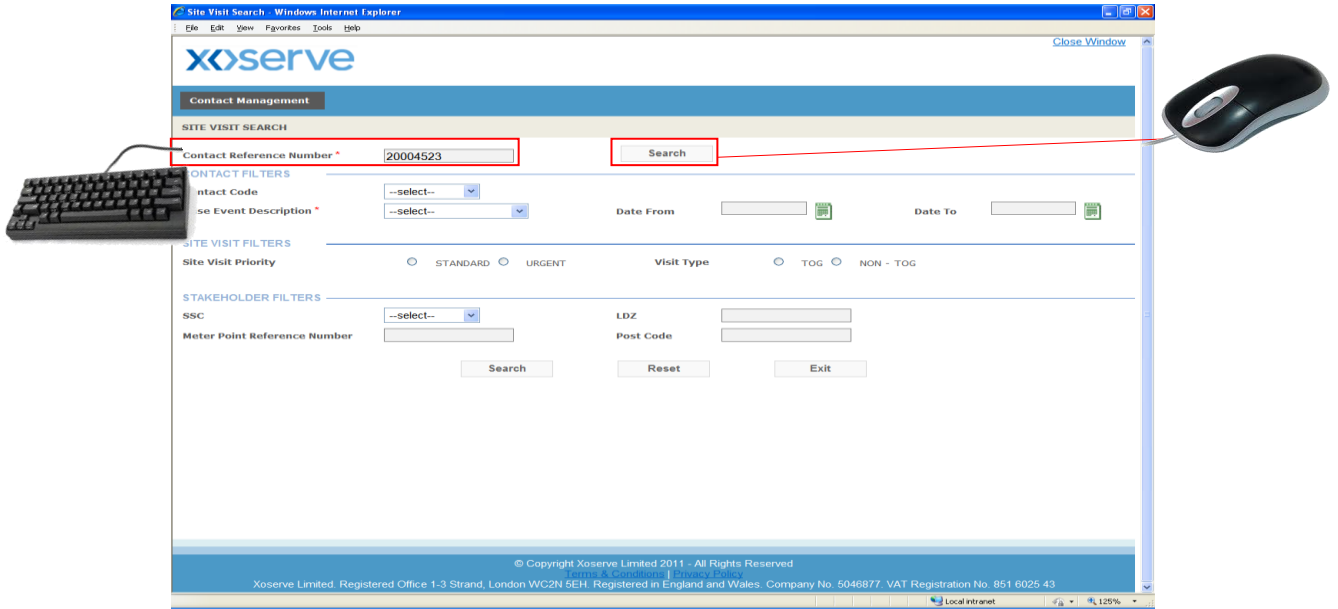 Site Visit Search - Windows Internet Explorer
File Edit View Favorites Tools Help
Close Window
xoserve
Contact Management
SITE VISIT SEARCH
Contact Reference Number * 20004523 Search
CONTACT FILTERS
ntact Code --select--
se Event Description * --select-- Date From Date To
SITE VISIT FILTERS
Site Visit Priority STANDARD URGENT Visit Type TOG NON - TOG
STAKEHOLDER FILTERS
SSC --select-- LDZ
Meter Point Reference Number Post Code
Search Reset Exit
© Copyright Xoserve Limited 2011 - All Rights Reserved
Terms & Conditions | Privacy Policy
Xoserve Limited. Registered Office 1-3 Strand, London WC2N 5EH. Registered in England and Wales. Company No. 5046877. VAT Registration No. 851 6025 43
Local intranet 125%